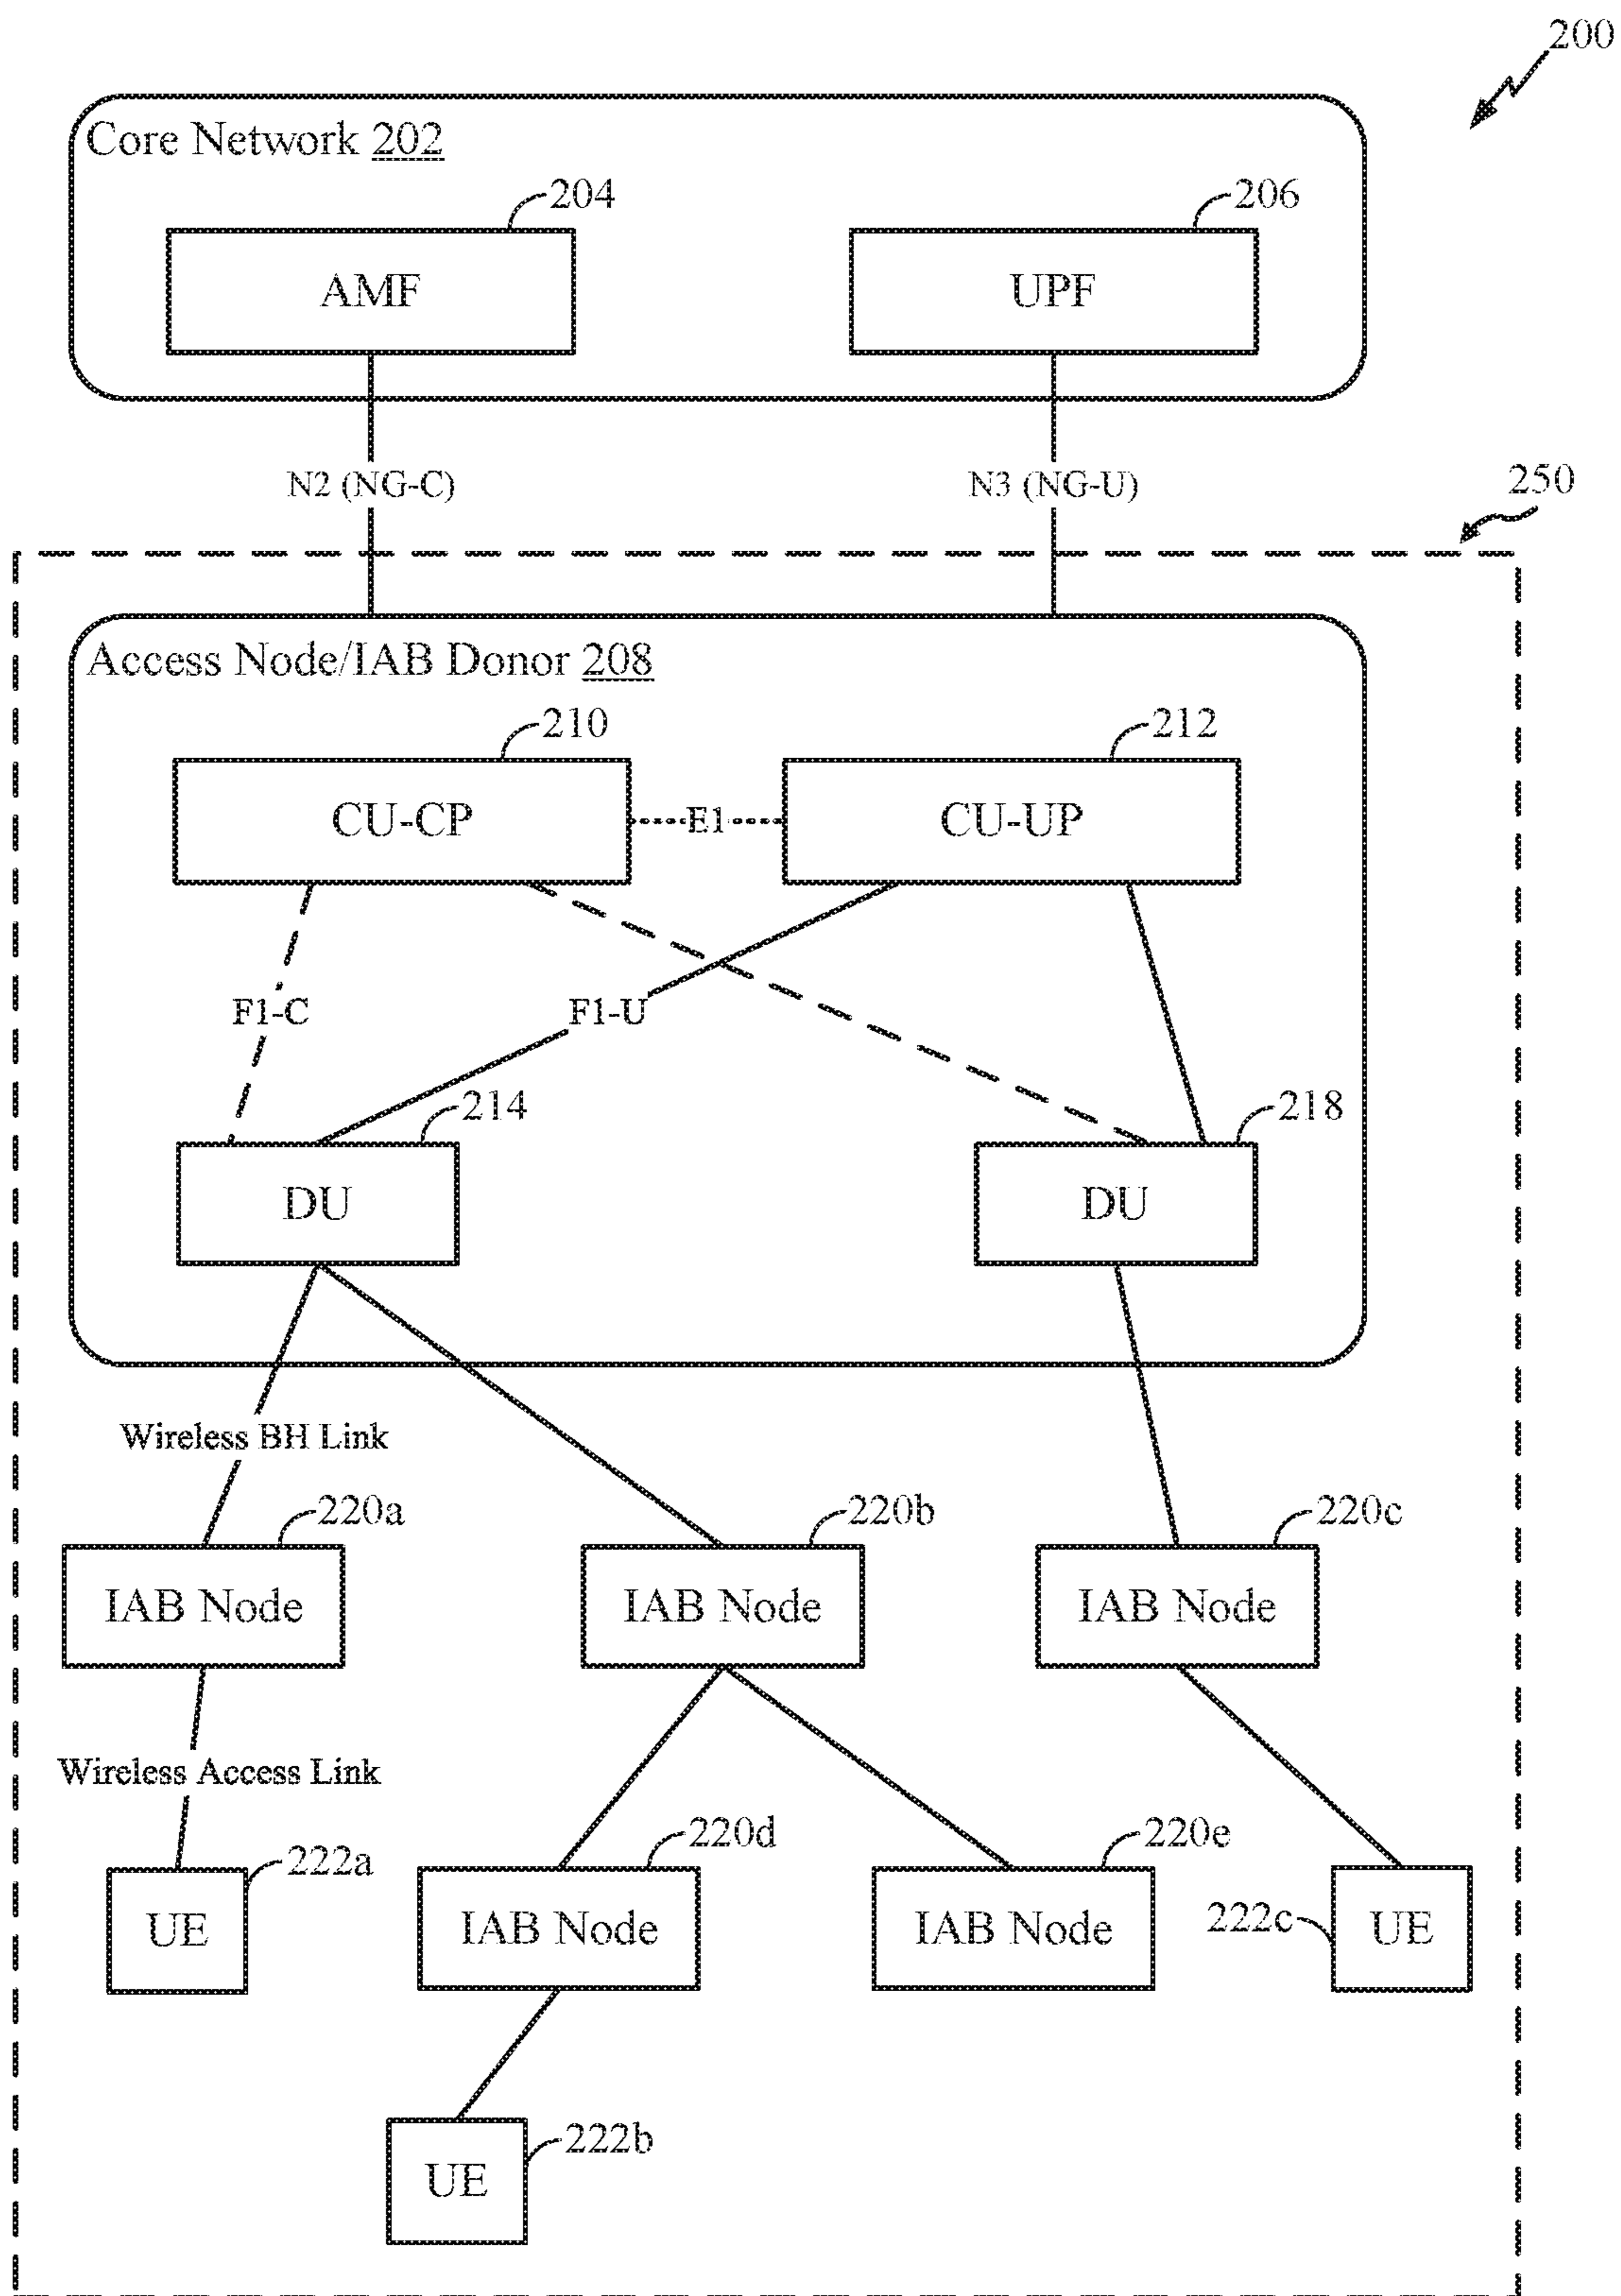 200
Core Network 202
204
206
AMF
UPF
N2 (NG-C)
N3 (NG-U)
250
Access Node/IAB Donor 208
210
212
CU-CP
E1
CU-UP
F1-C
F1-U
214
218
DU
DU
Wireless BH Link
220a
220b
220c
IAB Node
IAB Node
IAB Node
Wireless Access Link
220d
220e
222a
222c
UE
IAB Node
IAB Node
UE
222b
UE